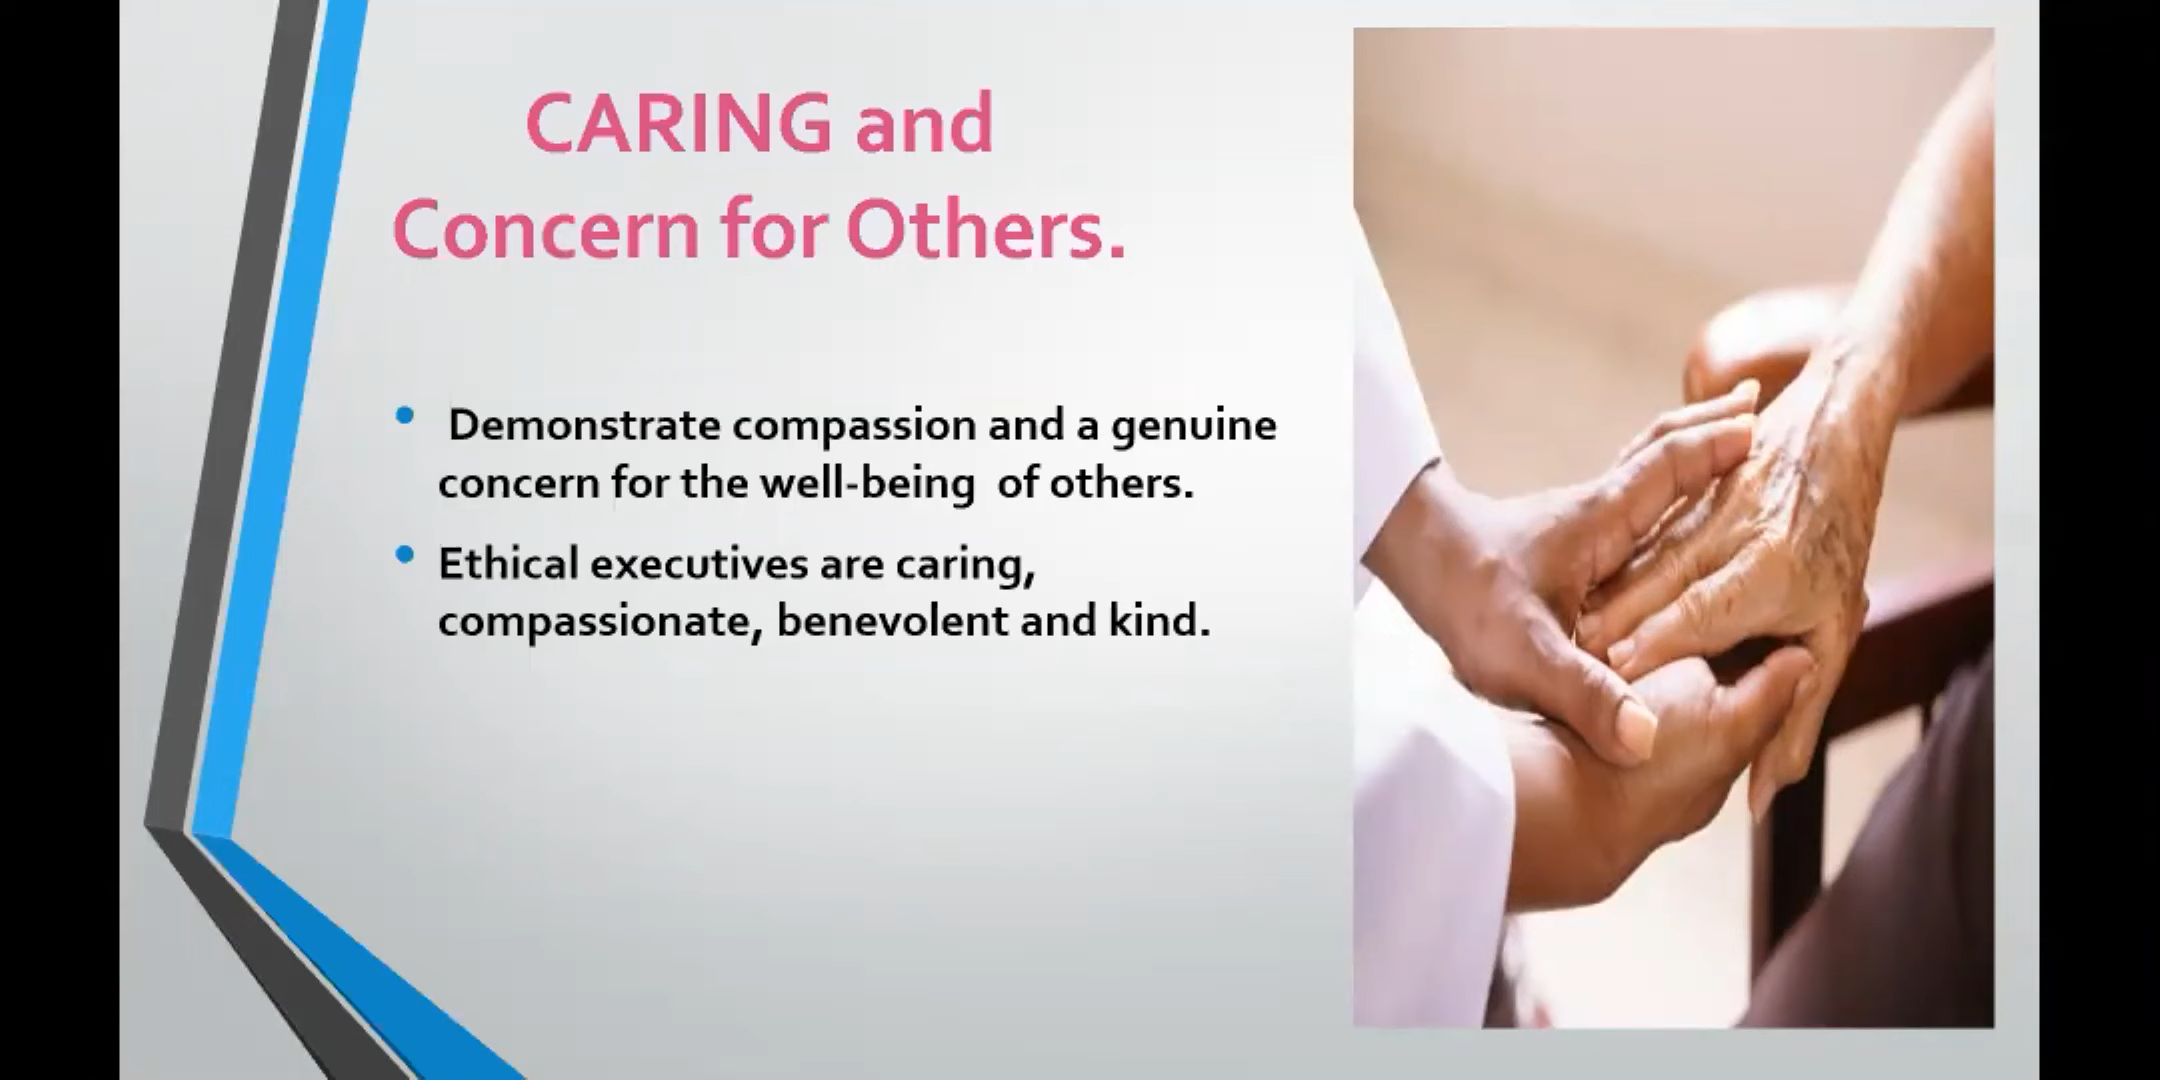 CARING and
Concern for Others.
• Demonstrate compassion and a genuine
concern for the well-being of others.
• Ethical executives are caring,
compassionate, benevolent and kind.